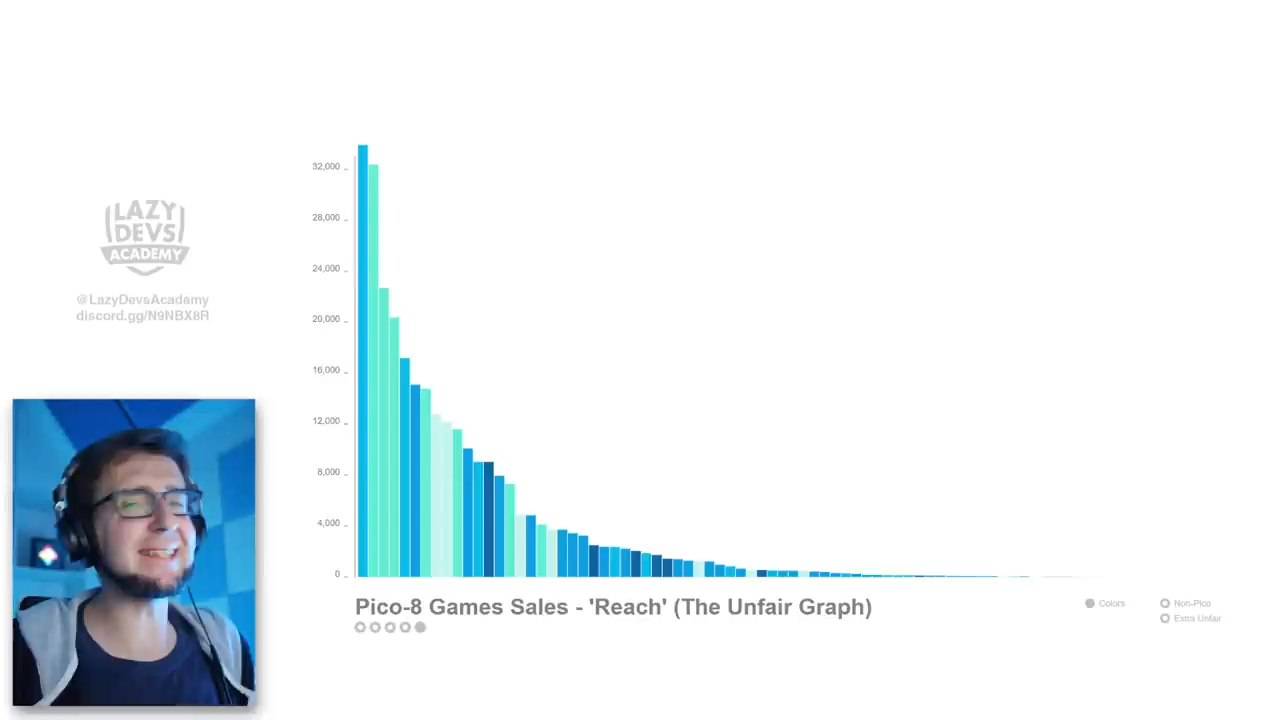 LAZY
DEVS
ACADEMY
@LazyDevsAcademy
discord.gg/N9NBX8R
32,000
28,000
24,000
20,000
16,000
12,000
8,000
4,000
0
Pico-8 Games Sales - 'Reach' (The Unfair Graph)
Colors
Non-Pico
Extra Unfair